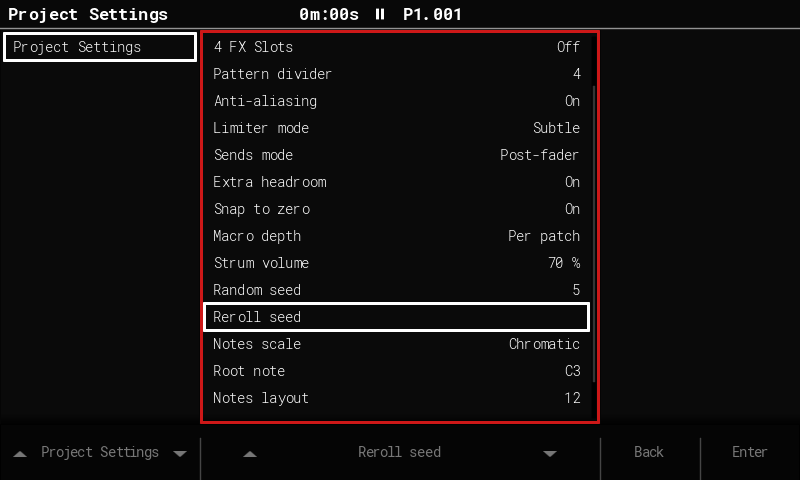 Project Settings 0m:00s P1.001
Project Settings
4 FX Slots Off
Pattern divider 4
Anti-aliasing On
Limiter mode Subtle
Sends mode Post-fader
Extra headroom On
Snap to zero On
Macro depth Per patch
Strum volume 70 %
Random seed 5
Reroll seed
Notes scale Chromatic
Root note C3
Notes layout 12
Project Settings Reroll seed Back Enter